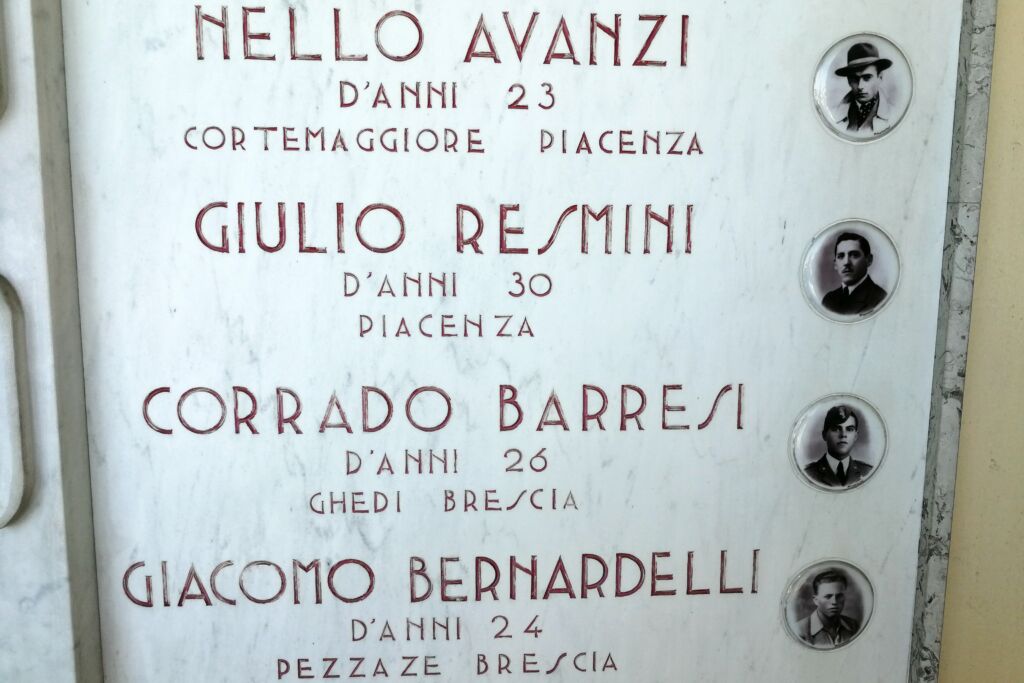 NELLO AVANZI
D'ANNI 23
CORTEMAGGIORE PIACENZA
GIULIO RESMINI
D'ANNI 30
PIACENZA
CORRADO BARRESI
D'ANNI 26
GHEDI BRESCIA
GIACOMO BERNARDELLI
D'ANNI 24
PEZZAZE BRESCIA